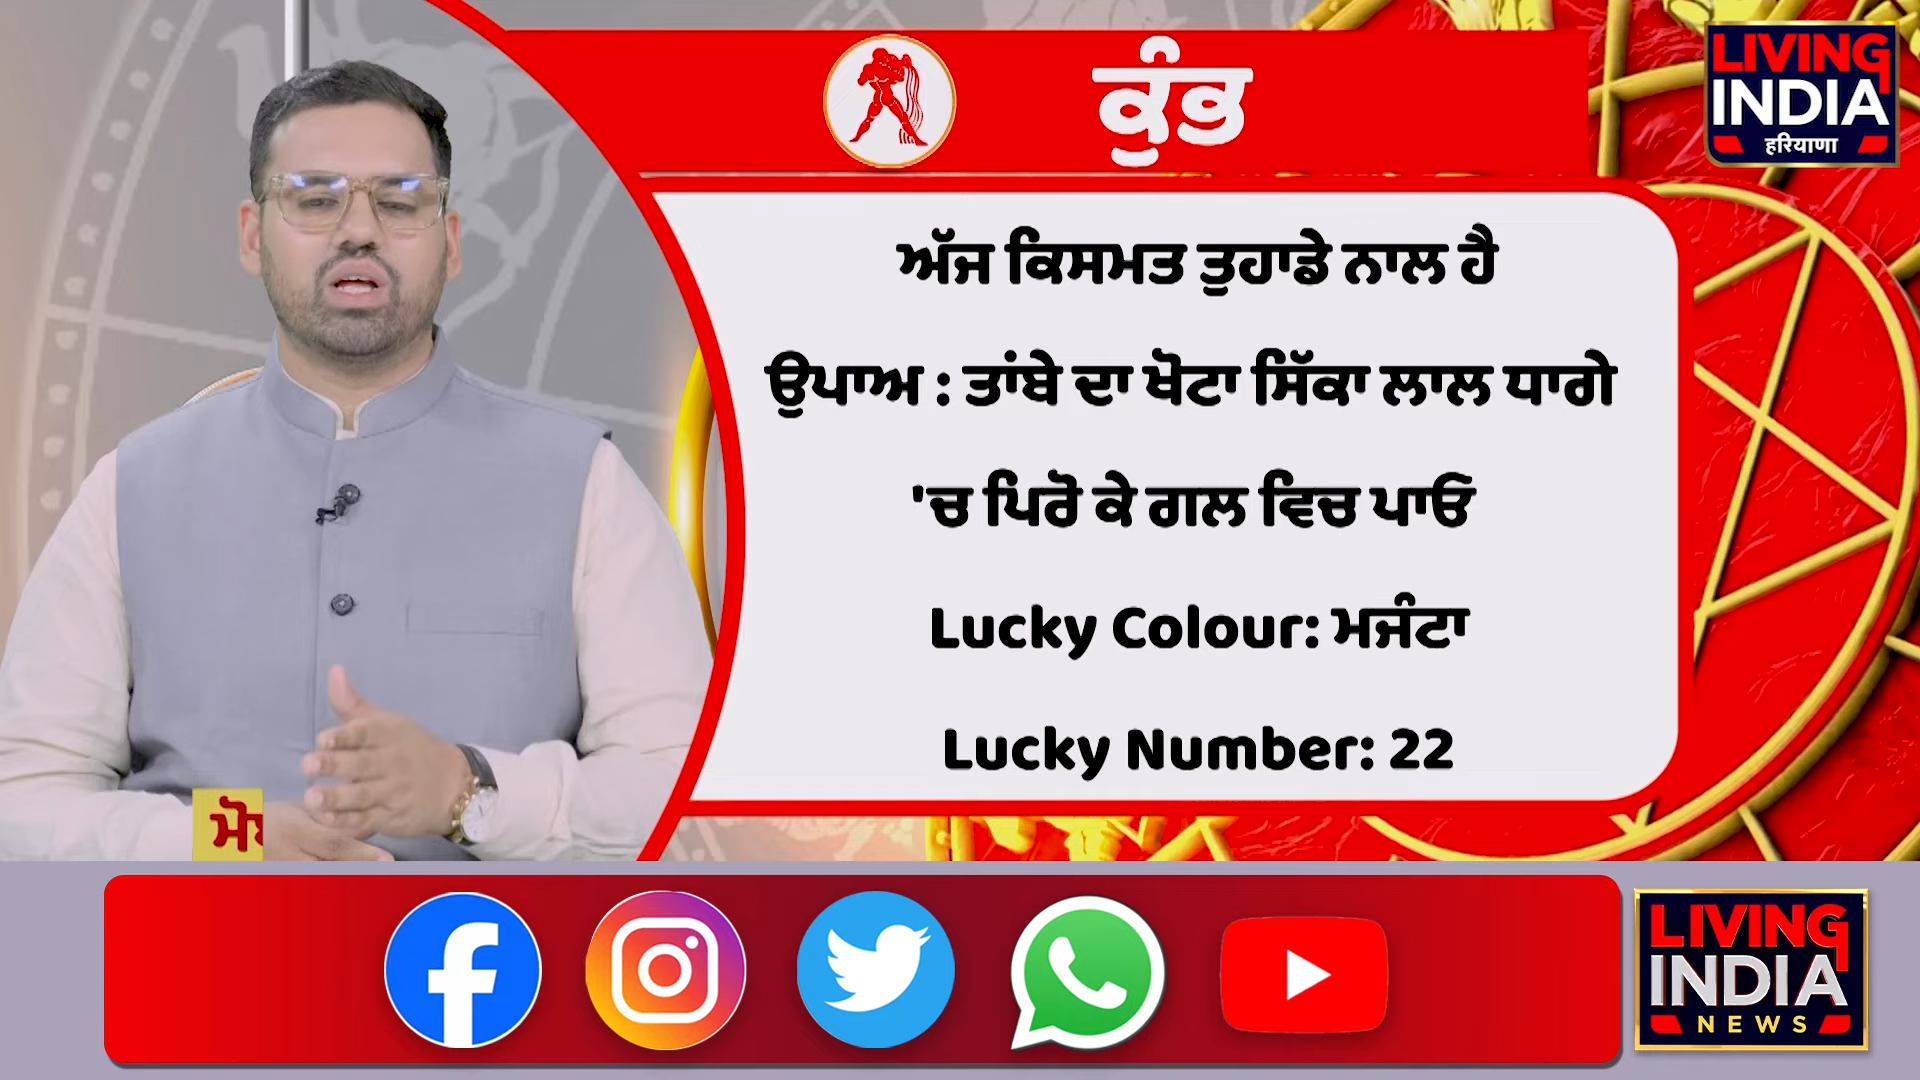 ਕੁੰਭ
LIVING
INDIA
हरियाणा
ਅੱਜ ਕਿਸਮਤ ਤੁਹਾਡੇ ਨਾਲ ਹੈ
ਉਪਾਅ : ਤਾਂਬੇ ਦਾ ਖੋਟਾ ਸਿੱਕਾ ਲਾਲ ਧਾਗੇ
'ਚ ਪਿਰੋ ਕੇ ਗਲ ਵਿਚ ਪਾਓ
Lucky Colour: ਮਜੰਟਾ
Lucky Number: 22
LIVING
INDIA
NEWS